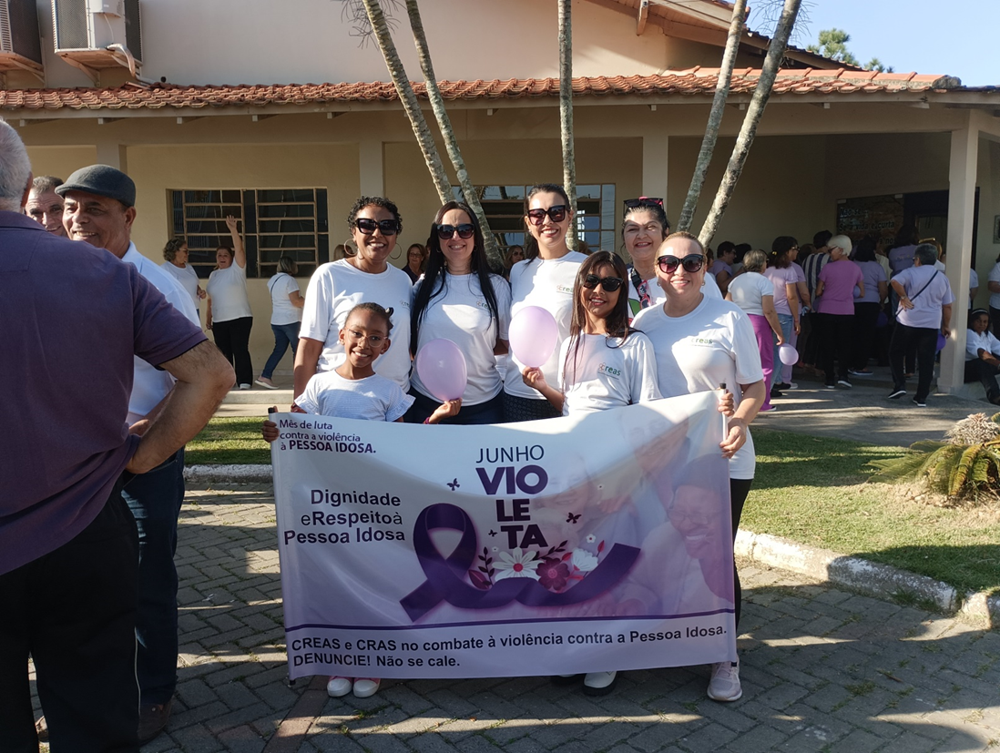 creas
creas
creas
creas
Mês de luta
contra a violência
à PESSOA IDOSA.
JUNHO
VIO
LE
TA
Dignidade
eRespeitoà
Pessoa Idosa
CREAS e CRAS no combate à violência contra a Pessoa Idosa.
DENUNCIE! Não se cale.